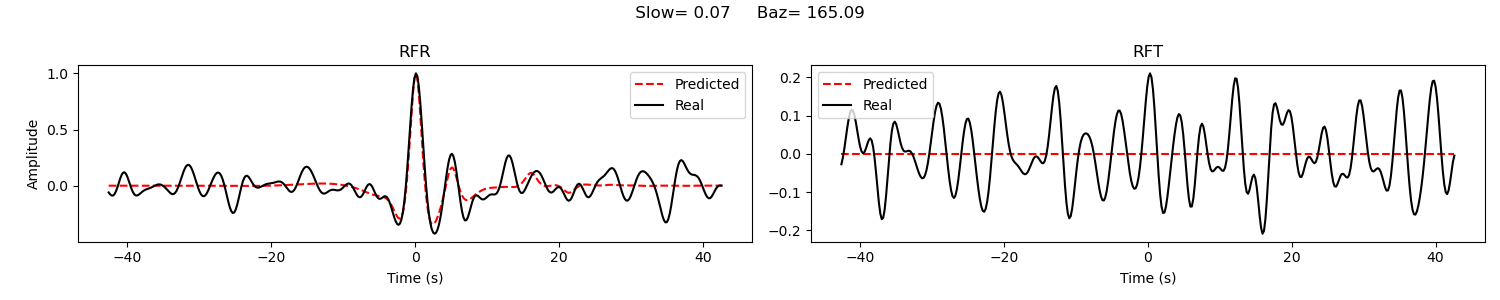 Slow= 0.07     Baz= 165.09
RFR
Amplitude
1.0
0.5
0.0
Predicted
Real
−40
−20
0
20
40
Time (s)
RFT
0.2
0.1
0.0
−0.1
−0.2
Predicted
Real
−40
−20
0
20
40
Time (s)